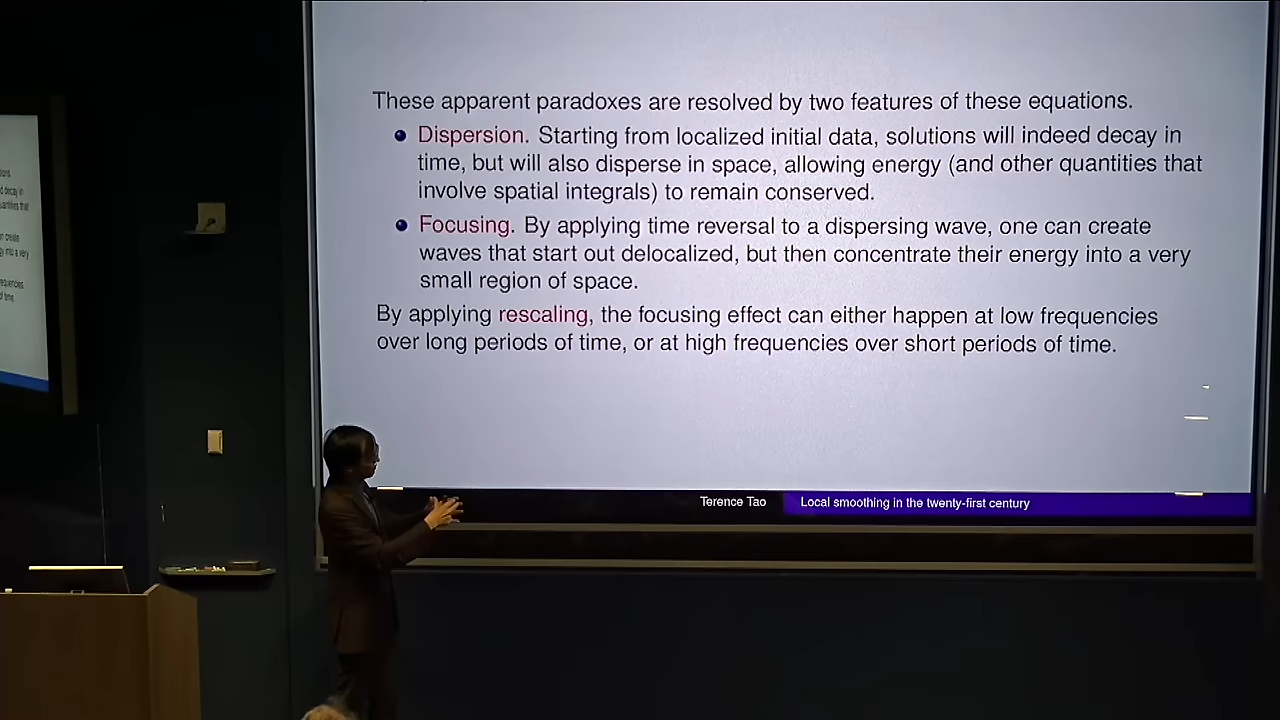 These apparent paradoxes are resolved by two features of these equations.
Dispersion. Starting from localized initial data, solutions will indeed decay in
time, but will also disperse in space, allowing energy (and other quantities that
involve spatial integrals) to remain conserved.
Focusing. By applying time reversal to a dispersing wave, one can create
waves that start out delocalized, but then concentrate their energy into a very
small region of space.
By applying rescaling, the focusing effect can either happen at low frequencies
over long periods of time, or at high frequencies over short periods of time.
Terence Tao
Local smoothing in the twenty-first century